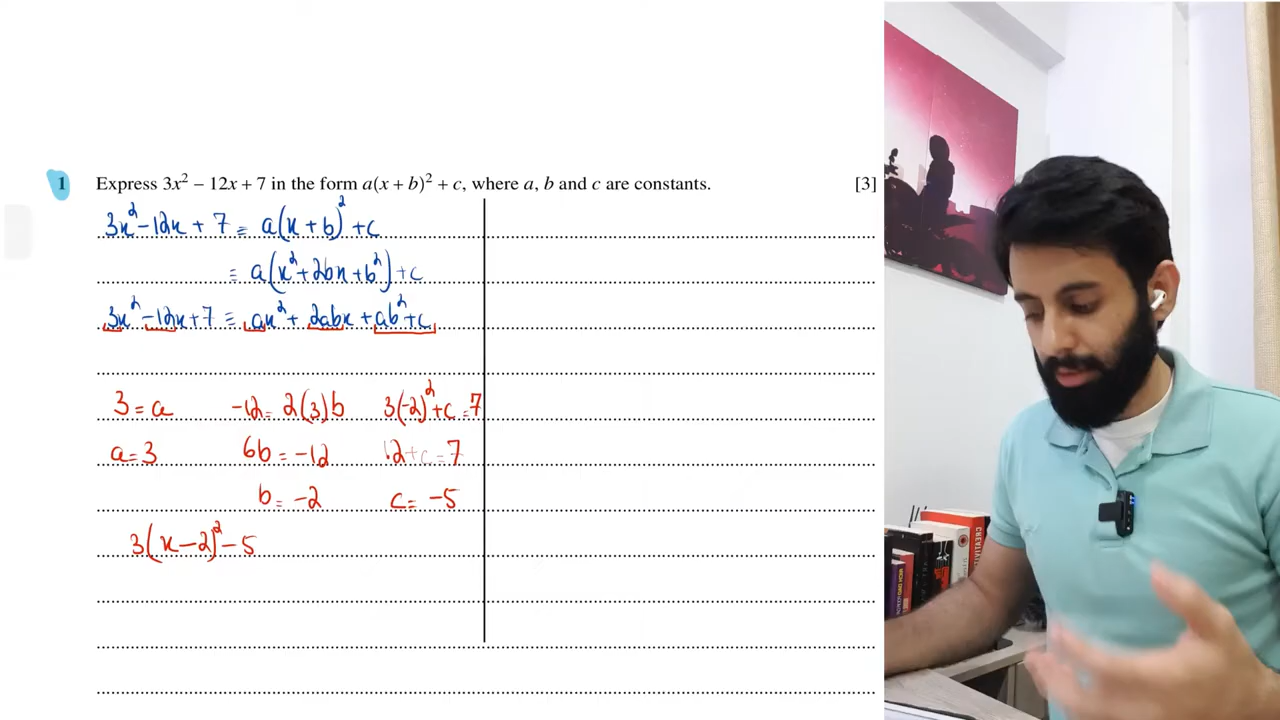 1 Express 3x² − 12x + 7 in the form a(x + b)² + c, where a, b and c are constants. [3]
3x² − 12x + 7 ≡ a(x + b)² + c
≡ a(x² + 2bx + b²) + c
3x² − 12x + 7 ≡ ax² + 2abx + ab² + c
3 = a -12 = 2(3)b 3(-2)² + c = 7
a = 3 6b = -12 12 + c = 7
b = -2 c = -5
3(x − 2)² − 5